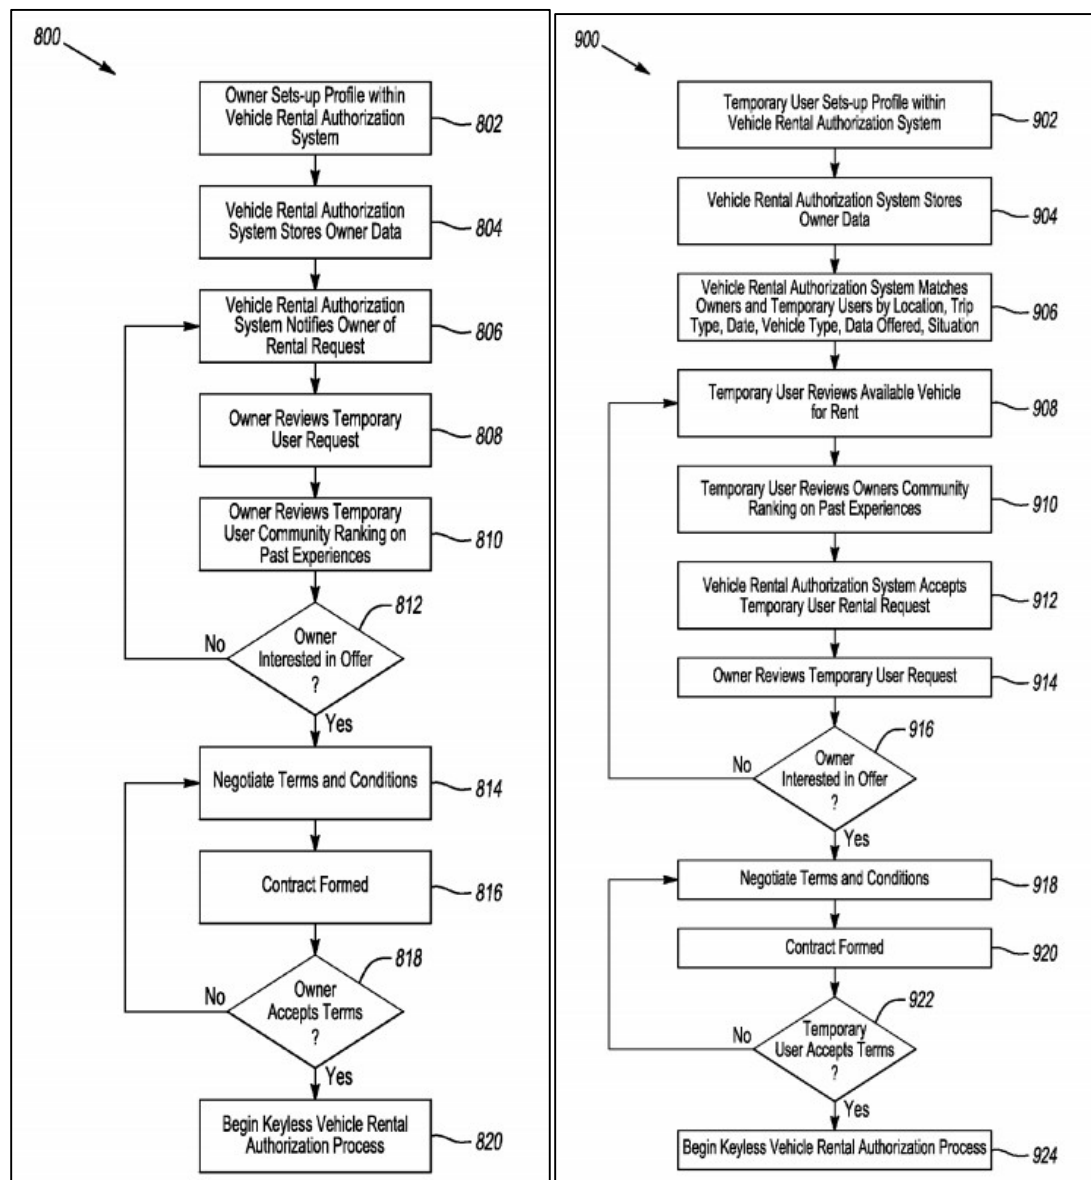 800
Owner Sets-up Profile within
Vehicle Rental Authorization
System
802
Vehicle Rental Authorization
System Stores Owner Data
804
Vehicle Rental Authorization
System Notifies Owner of
Rental Request
806
Owner Reviews Temporary
User Request
808
Owner Reviews Temporary
User Community Ranking on
Past Experiences
810
812
Owner
Interested in Offer
?
No
Yes
Negotiate Terms and Conditions
814
Contract Formed
816
818
Owner
Accepts Terms
?
No
Yes
Begin Keyless Vehicle Rental
Authorization Process
820
900
Temporary User Sets-up Profile within
Vehicle Rental Authorization System
902
Vehicle Rental Authorization System Stores
Owner Data
904
Vehicle Rental Authorization System Matches
Owners and Temporary Users by Location, Trip
Type, Date, Vehicle Type, Data Offered, Situation
906
Temporary User Reviews Available Vehicle
for Rent
908
Temporary User Reviews Owners Community
Ranking on Past Experiences
910
Vehicle Rental Authorization System Accepts
Temporary User Rental Request
912
Owner Reviews Temporary User Request
914
916
Owner
Interested in Offer
?
No
Yes
Negotiate Terms and Conditions
918
Contract Formed
920
922
Temporary
User Accepts Terms
?
No
Yes
Begin Keyless Vehicle Rental Authorization Process
924